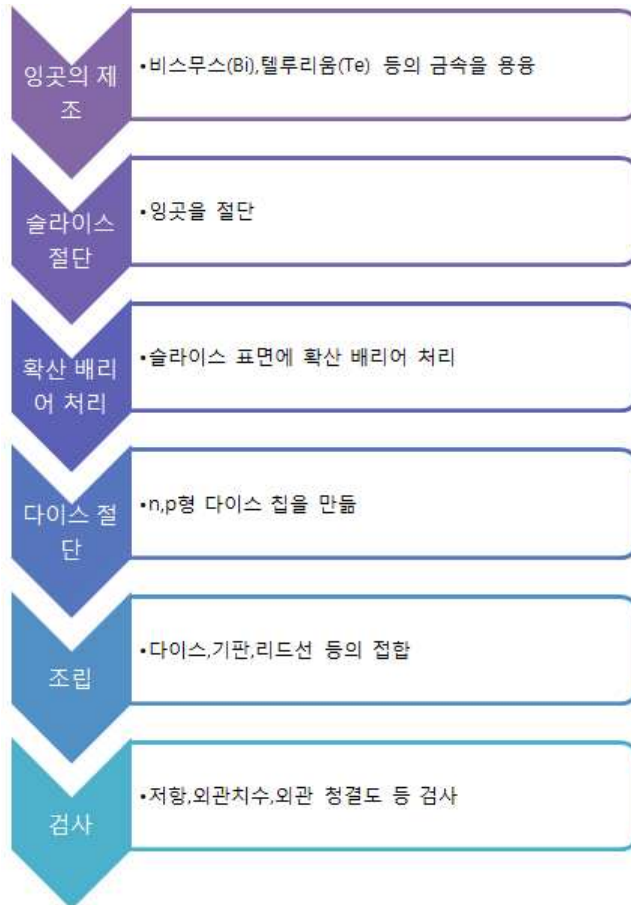 잉곳의 제
조
•비스무스(Bi),텔루리움(Te) 등의 금속을 용융
슬라이스
절단
•잉곳을 절단
확산 배리
어 처리
•슬라이스 표면에 확산 배리어 처리
다이스 절
단
•n,p형 다이스 칩을 만듦
조립
•다이스,기판,리드선 등의 접합
검사
•저항,외관치수,외관 청결도 등 검사